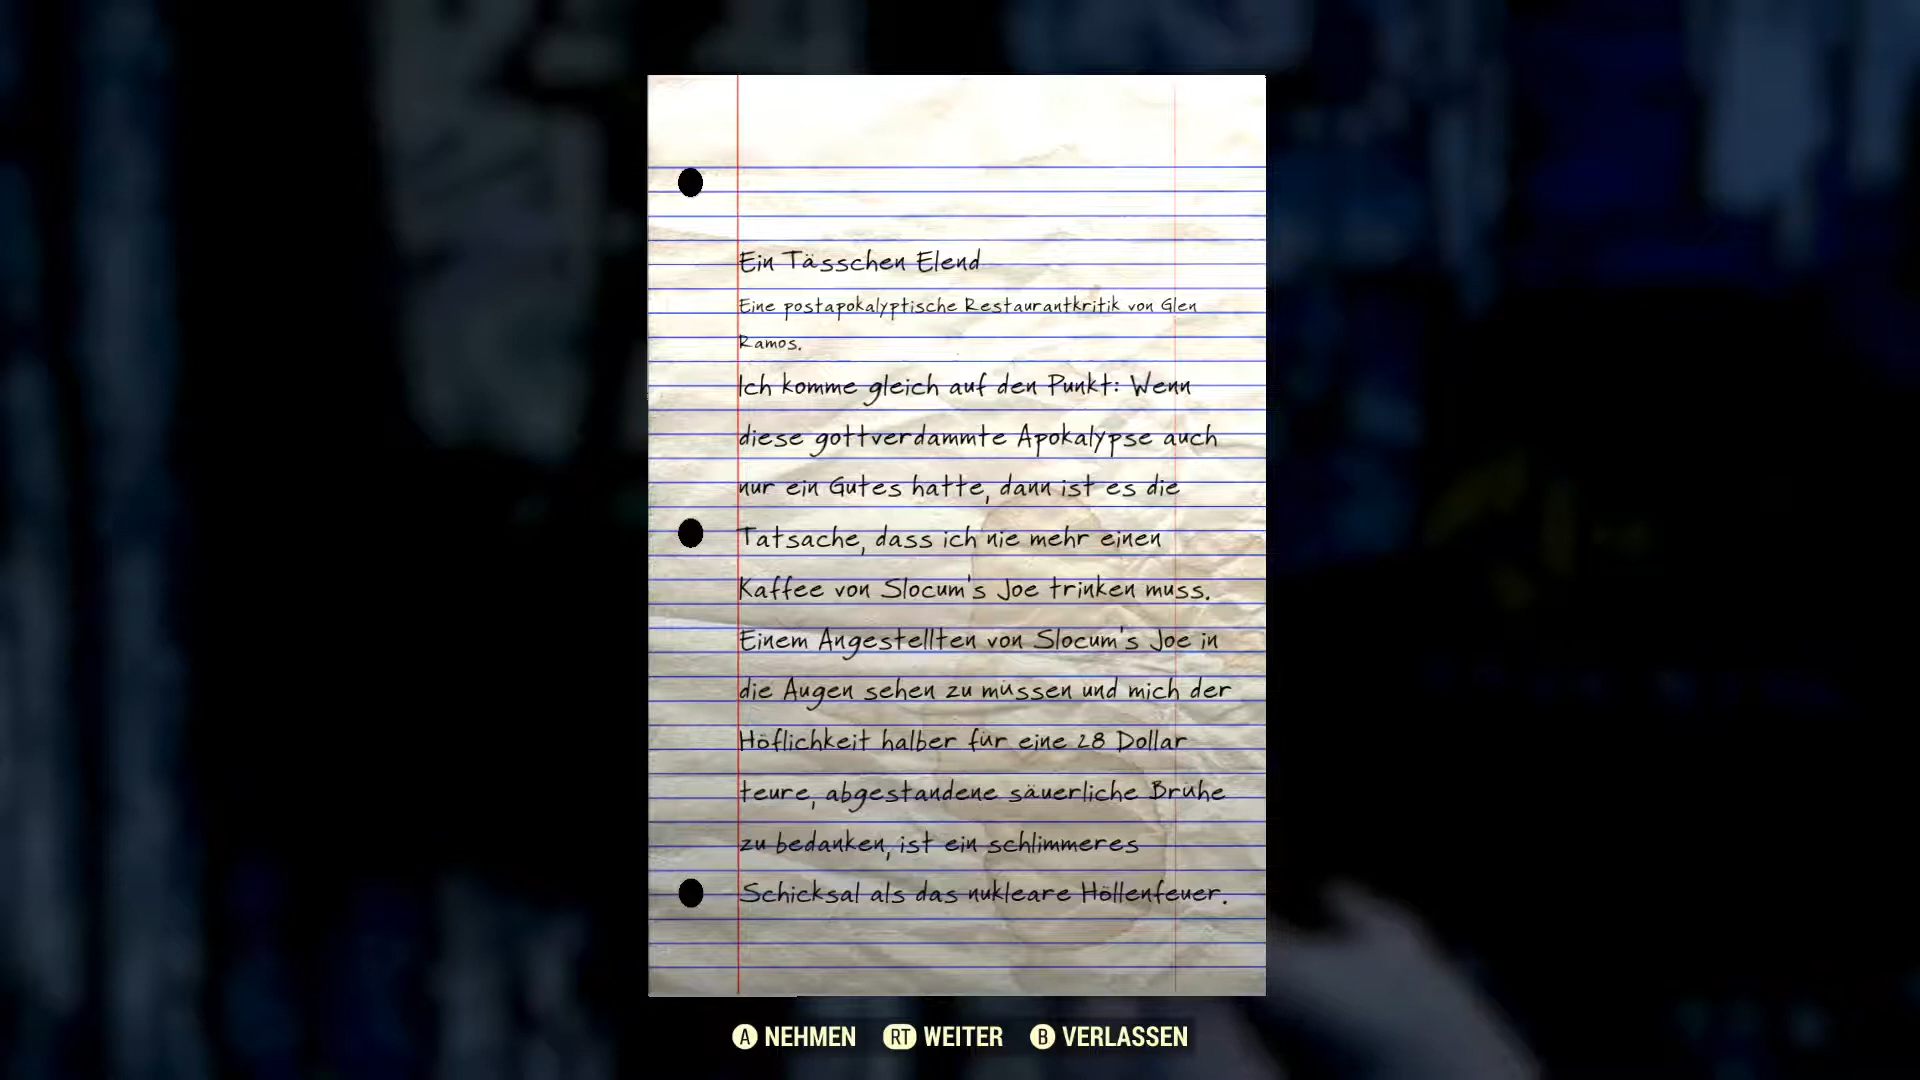 Ein Tässchen Elend
Eine postapokalyptische Restaurantkritik von Glen
Ramos.
Ich komme gleich auf den Punkt: Wenn
diese gottverdammte Apokalypse auch
nur ein Gutes hatte, dann ist es die
Tatsache, dass ich nie mehr einen
Kaffee von Slocum's Joe trinken muss.
Einem Angestellten von Slocum's Joe in
die Augen sehen zu müssen und mich der
Höflichkeit halber für eine 28 Dollar
teure, abgestandene säuerliche Brühe
zu bedanken, ist ein schlimmeres
Schicksal als das nukleare Höllenfeuer.
A NEHMEN RT WEITER B VERLASSEN